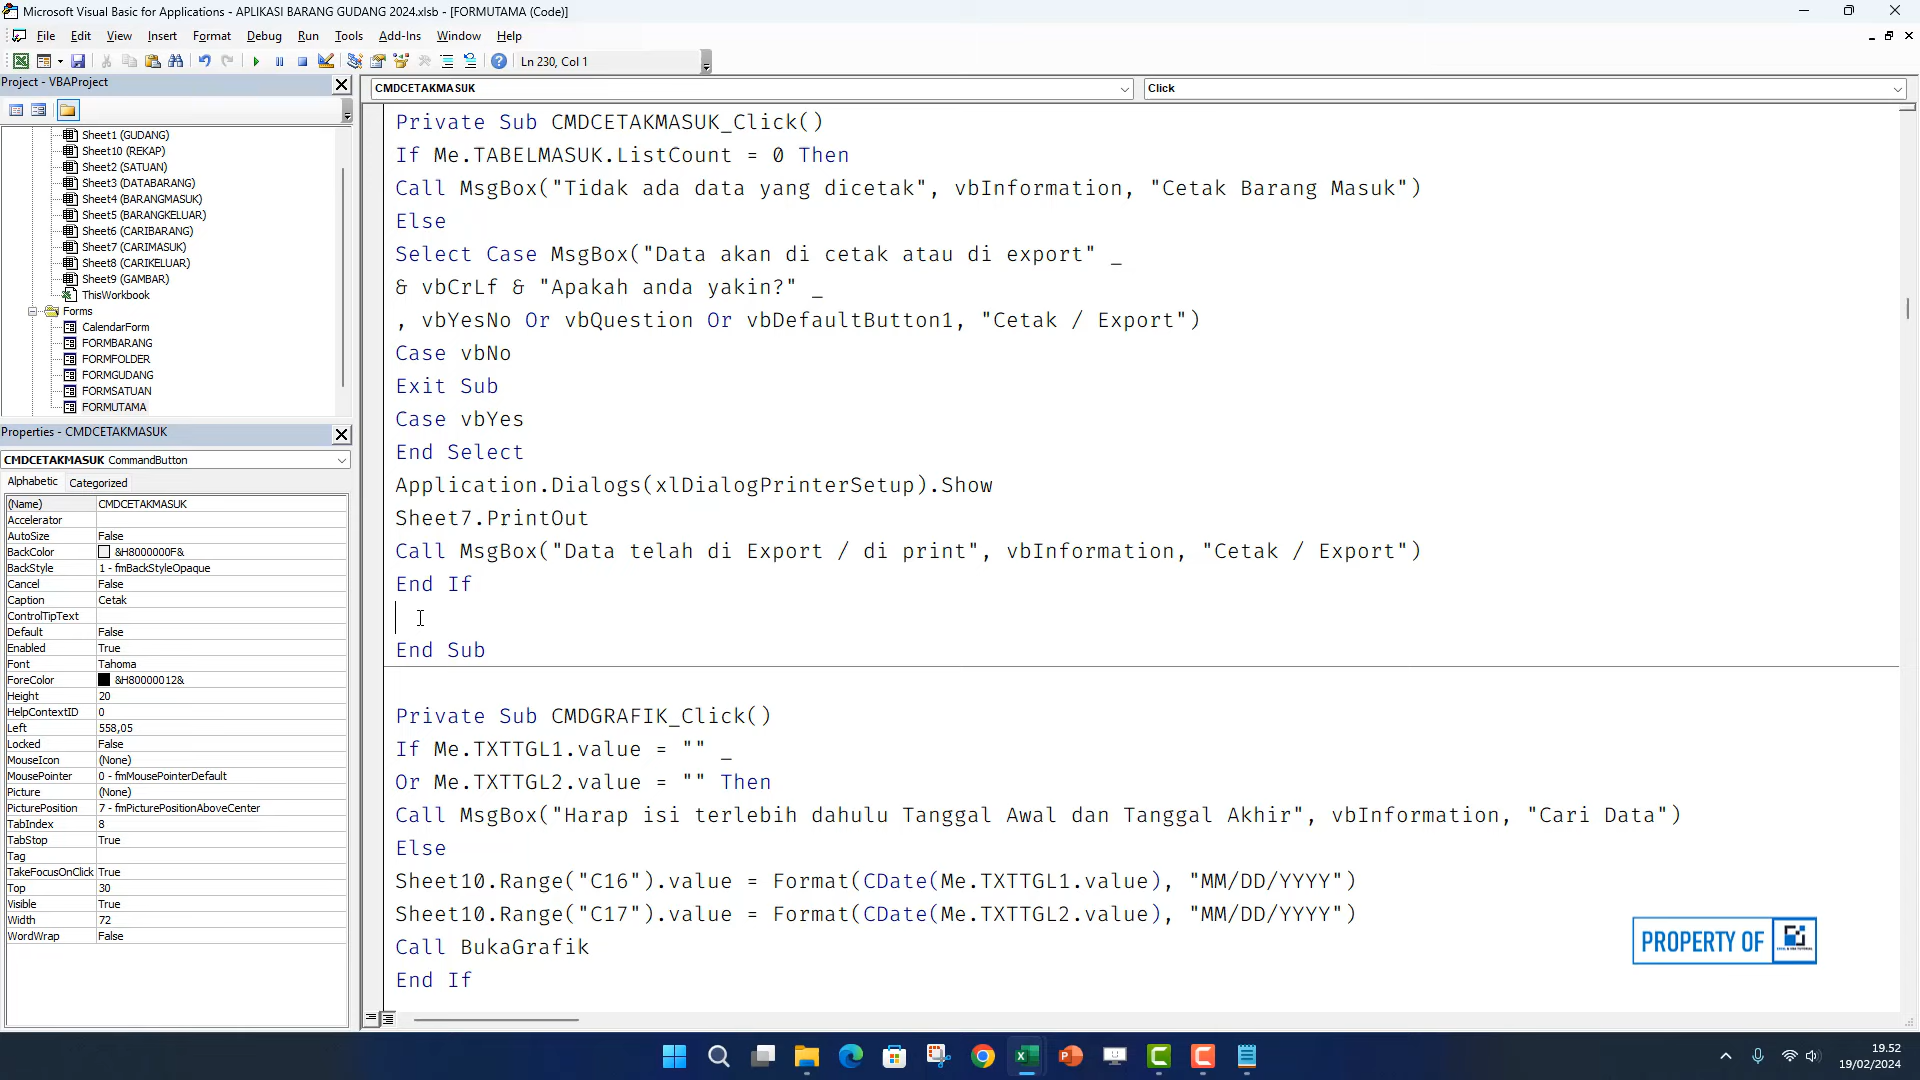 Microsoft Visual Basic for Applications - APLIKASI BARANG GUDANG 2024.xlsb - [FORMUTAMA (Code)]
File Edit View Insert Format Debug Run Tools Add-Ins Window Help
Ln 230, Col 1
Project - VBAProject
Sheet1 (GUDANG)
Sheet10 (REKAP)
Sheet2 (SATUAN)
Sheet3 (DATABARANG)
Sheet4 (BARANGMASUK)
Sheet5 (BARANGKELUAR)
Sheet6 (CARIBARANG)
Sheet7 (CARIMASUK)
Sheet8 (CARIKELUAR)
Sheet9 (GAMBAR)
ThisWorkbook
Forms
CalendarForm
FORMBARANG
FORMFOLDER
FORMGUDANG
FORMSATUAN
FORMUTAMA
Properties - CMDCETAKMASUK
CMDCETAKMASUK CommandButton
Alphabetic Categorized
(Name) CMDCETAKMASUK
Accelerator
AutoSize False
BackColor &H8000000F&
BackStyle 1 - fmBackStyleOpaque
Cancel False
Caption Cetak
ControlTipText
Default False
Enabled True
Font Tahoma
ForeColor &H80000012&
Height 20
HelpContextID 0
Left 558,05
Locked False
MouseIcon (None)
MousePointer 0 - fmMousePointerDefault
Picture (None)
PicturePosition 7 - fmPicturePositionAboveCenter
TabIndex 8
TabStop True
Tag
TakeFocusOnClick True
Top 30
Visible True
Width 72
WordWrap False
CMDCETAKMASUK Click
Private Sub CMDCETAKMASUK_Click()
If Me.TABELMASUK.ListCount = 0 Then
Call MsgBox("Tidak ada data yang dicetak", vbInformation, "Cetak Barang Masuk")
Else
Select Case MsgBox("Data akan di cetak atau di export" _
& vbCrLf & "Apakah anda yakin?" _
, vbYesNo Or vbQuestion Or vbDefaultButton1, "Cetak / Export")
Case vbNo
Exit Sub
Case vbYes
End Select
Application.Dialogs(xlDialogPrinterSetup).Show
Sheet7.PrintOut
Call MsgBox("Data telah di Export / di print", vbInformation, "Cetak / Export")
End If
End Sub
Private Sub CMDGRAFIK_Click()
If Me.TXTTGL1.value = "" _
Or Me.TXTTGL2.value = "" Then
Call MsgBox("Harap isi terlebih dahulu Tanggal Awal dan Tanggal Akhir", vbInformation, "Cari Data")
Else
Sheet10.Range("C16").value = Format(CDate(Me.TXTTGL1.value), "MM/DD/YYYY")
Sheet10.Range("C17").value = Format(CDate(Me.TXTTGL2.value), "MM/DD/YYYY")
Call BukaGrafik
End If
PROPERTY OF
19.52
19/02/2024